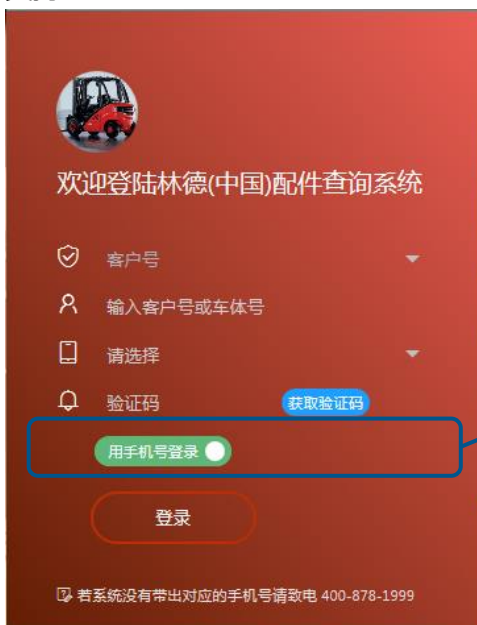 欢迎登陆林德(中国)配件查询系统
客户号
输入客户号或车体号
请选择
验证码 获取验证码
用手机号登录
登录
若系统没有带出对应的手机号请致电 400-878-1999